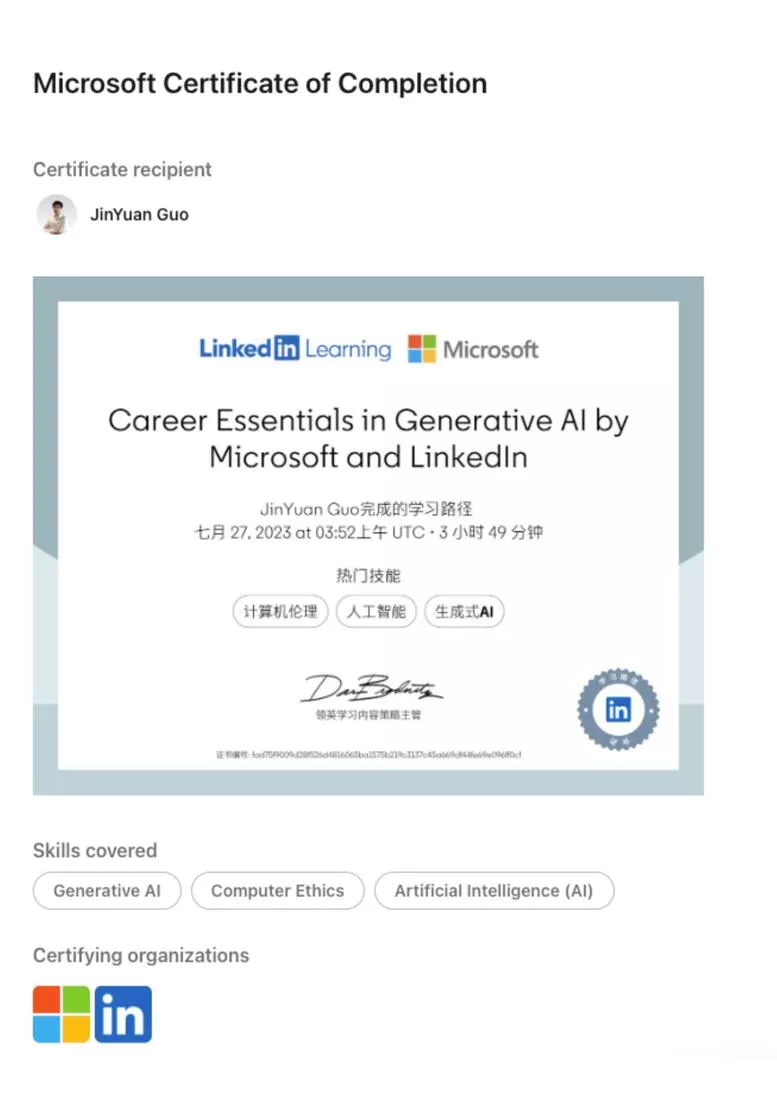 Microsoft Certificate of Completion
Certificate recipient
JinYuan Guo
Linked in Learning Microsoft
Career Essentials in Generative AI by
Microsoft and LinkedIn
JinYuan Guo完成的学习路径
七月 27, 2023 at 03:52上午 UTC · 3 小时 49 分钟
热门技能
计算机伦理 人工智能 生成式AI
领英学习内容策略主管
学习路径
in
证书编号:
Skills covered
Generative AI Computer Ethics Artificial Intelligence (AI)
Certifying organizations
in